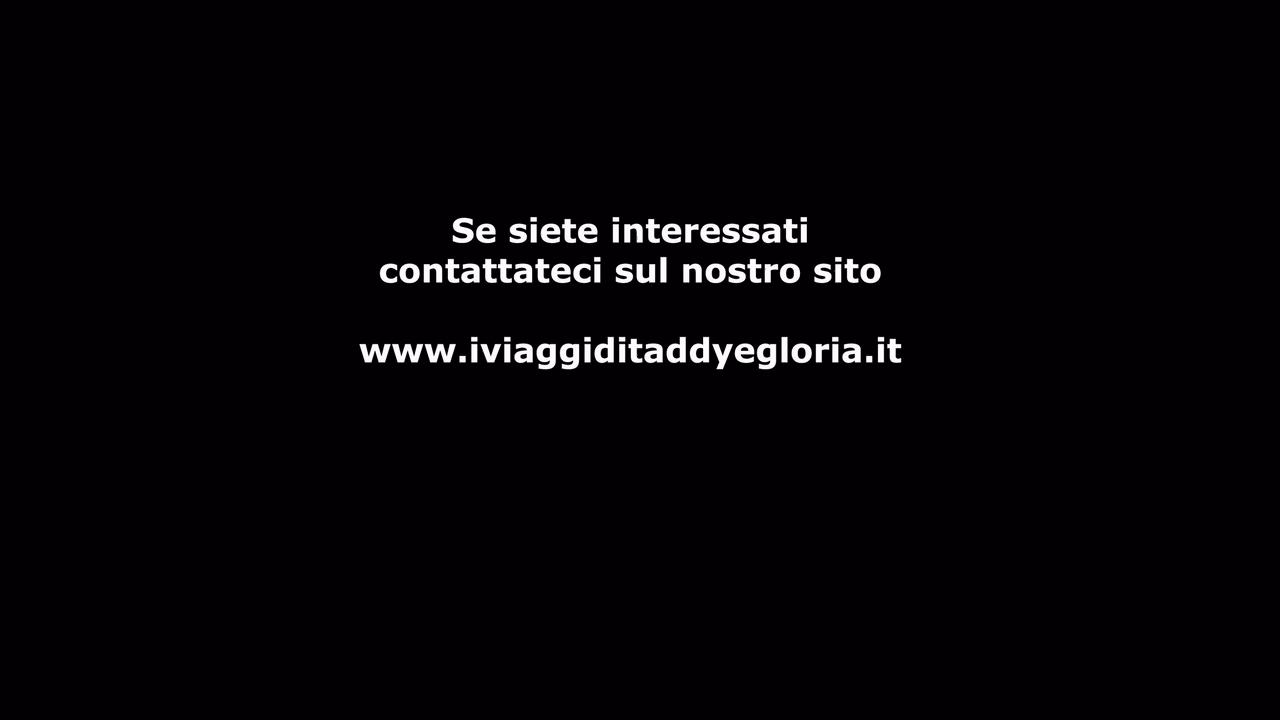 Se siete interessati
contattateci sul nostro sito
www.iviaggiditaddyegloria.it